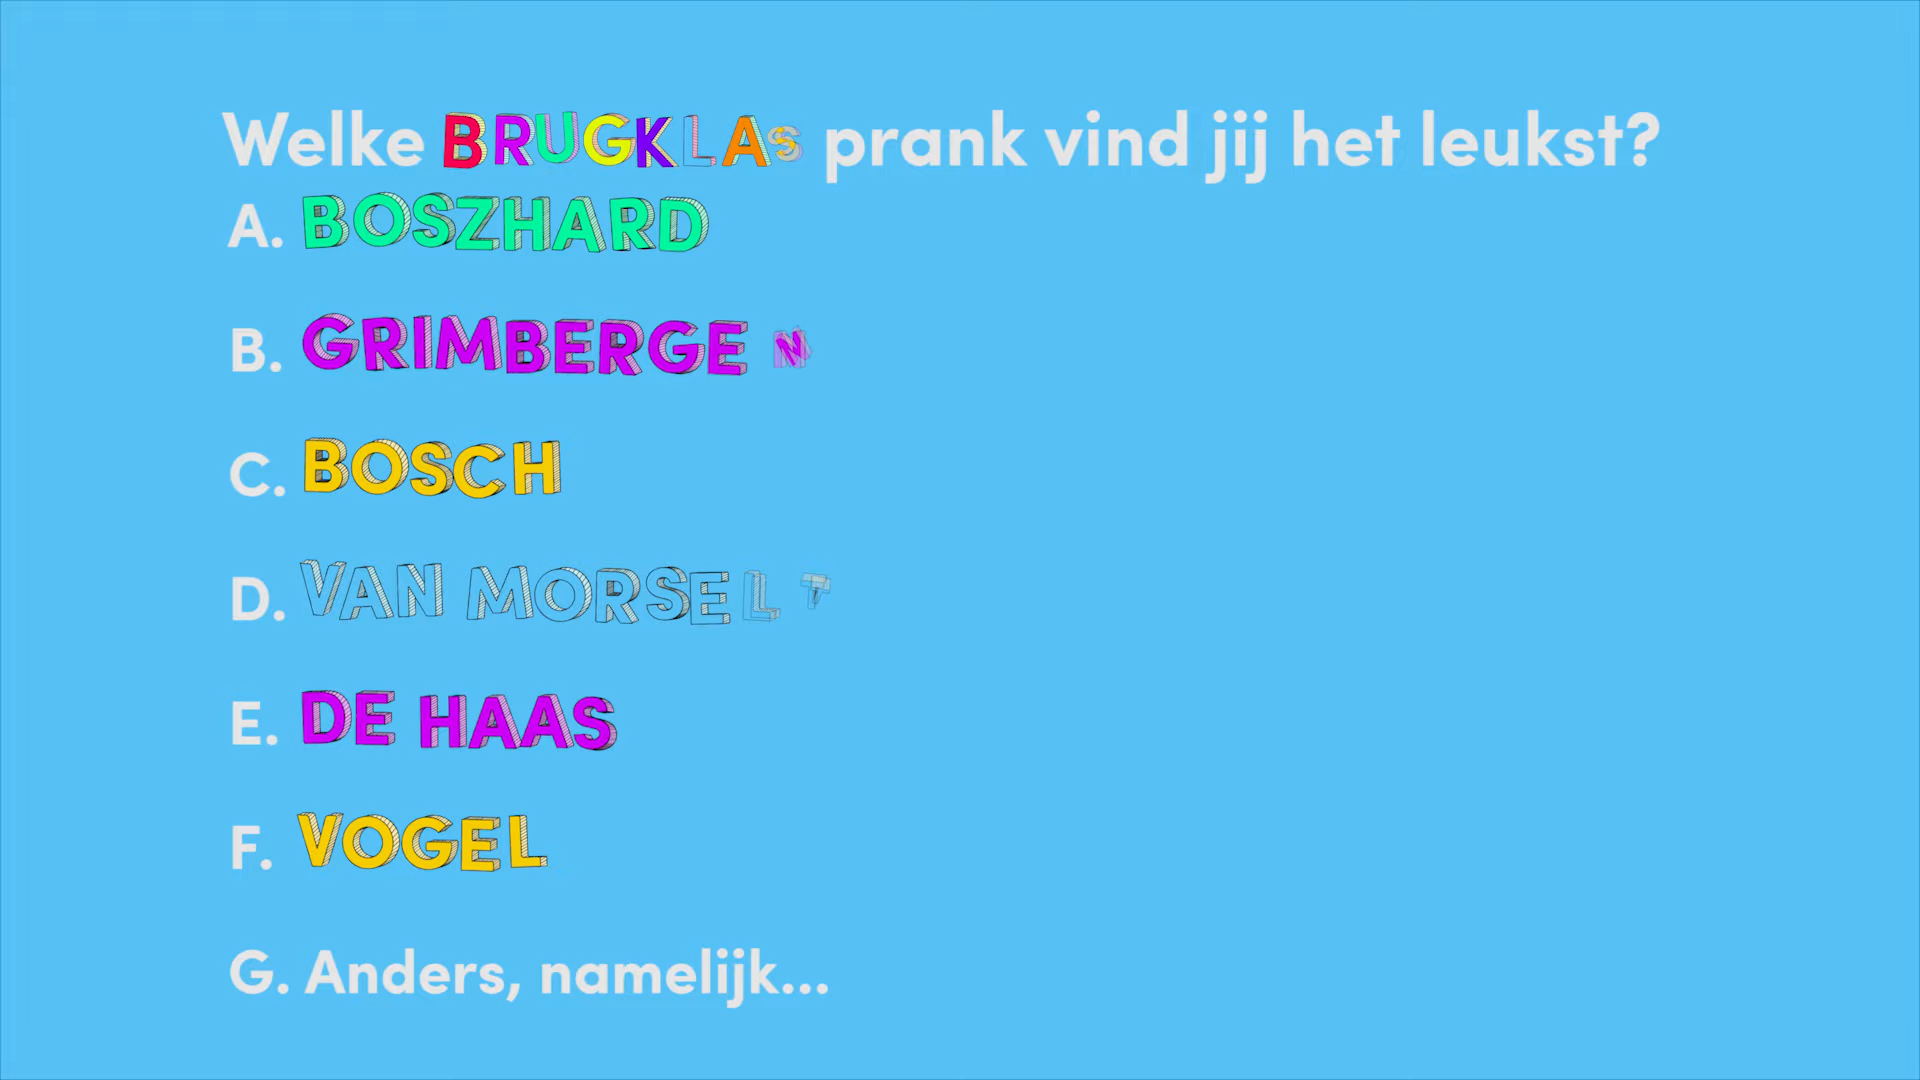 Welke BRUGKLAS prank vind jij het leukst?
A. BOSZHARD
B. GRIMBERGEN
C. BOSCH
D. VAN MORSELT
E. DE HAAS
F. VOGEL
G. Anders, namelijk...